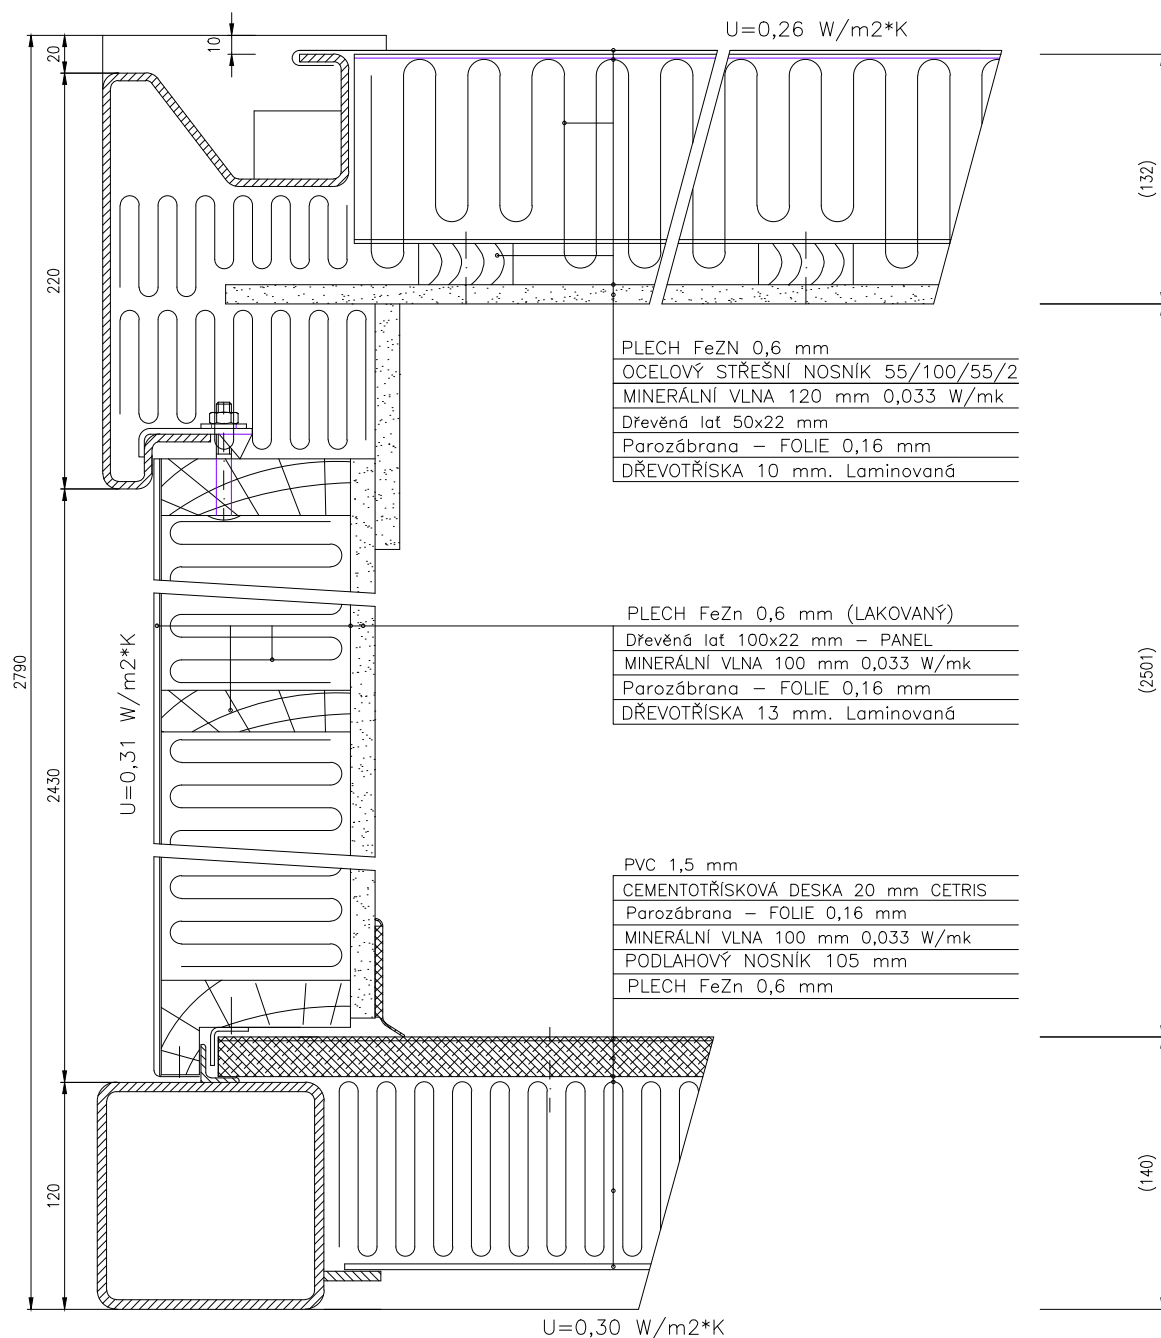 U=0,26 W/m2*K
10
20
(132)
220
PLECH FeZN 0,6 mm
OCELOVÝ STŘEŠNÍ NOSNÍK 55/100/55/2
MINERÁLNÍ VLNA 120 mm 0,033 W/mk
Dřevěná lať 50x22 mm
Parozábrana – FOLIE 0,16 mm
DŘEVOTŘÍSKA 10 mm. Laminovaná
PLECH FeZn 0,6 mm (LAKOVANÝ)
Dřevěná lať 100x22 mm – PANEL
MINERÁLNÍ VLNA 100 mm 0,033 W/mk
Parozábrana – FOLIE 0,16 mm
DŘEVOTŘÍSKA 13 mm. Laminovaná
2790
(2501)
U=0,31 W/m2*K
2430
PVC 1,5 mm
CEMENTOTŘÍSKOVÁ DESKA 20 mm CETRIS
Parozábrana – FOLIE 0,16 mm
MINERÁLNÍ VLNA 100 mm 0,033 W/mk
PODLAHOVÝ NOSNÍK 105 mm
PLECH FeZn 0,6 mm
120
(140)
U=0,30 W/m2*K